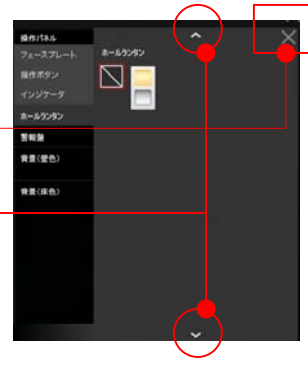 操作パネル
フェースプレート
操作ボタン
インジケータ
ホールランタン
警報盤
背景(壁色)
背景(床色)
ホールランタン